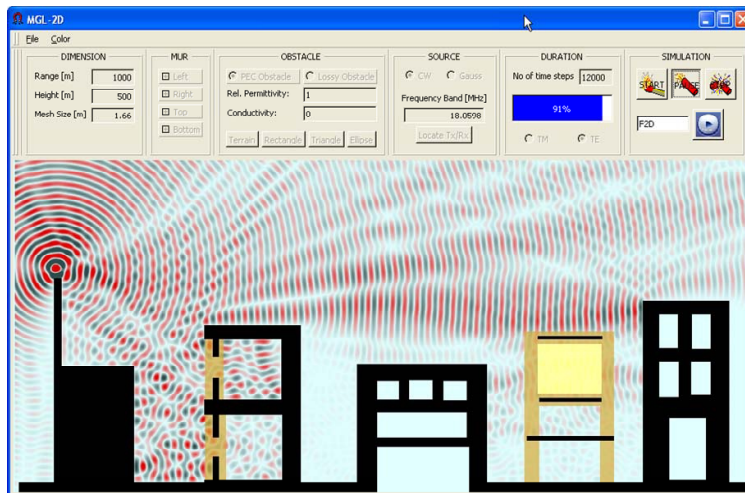 MGL-2D
File Color
DIMENSION
Range [m] 1000
Height [m] 500
Mesh Size [m] 1.66
MUR
Left
Right
Top
Bottom
OBSTACLE
PEC Obstacle Lossy Obstacle
Rel. Permittivity: 1
Conductivity: 0
Terrain Rectangle Triangle Ellipse
SOURCE
CW Gauss
Frequency Band [MHz]
18.0598
Locate Tx/Rx
DURATION
No of time steps 12000
91%
TM TE
SIMULATION
START PAUSE STOP
F2D